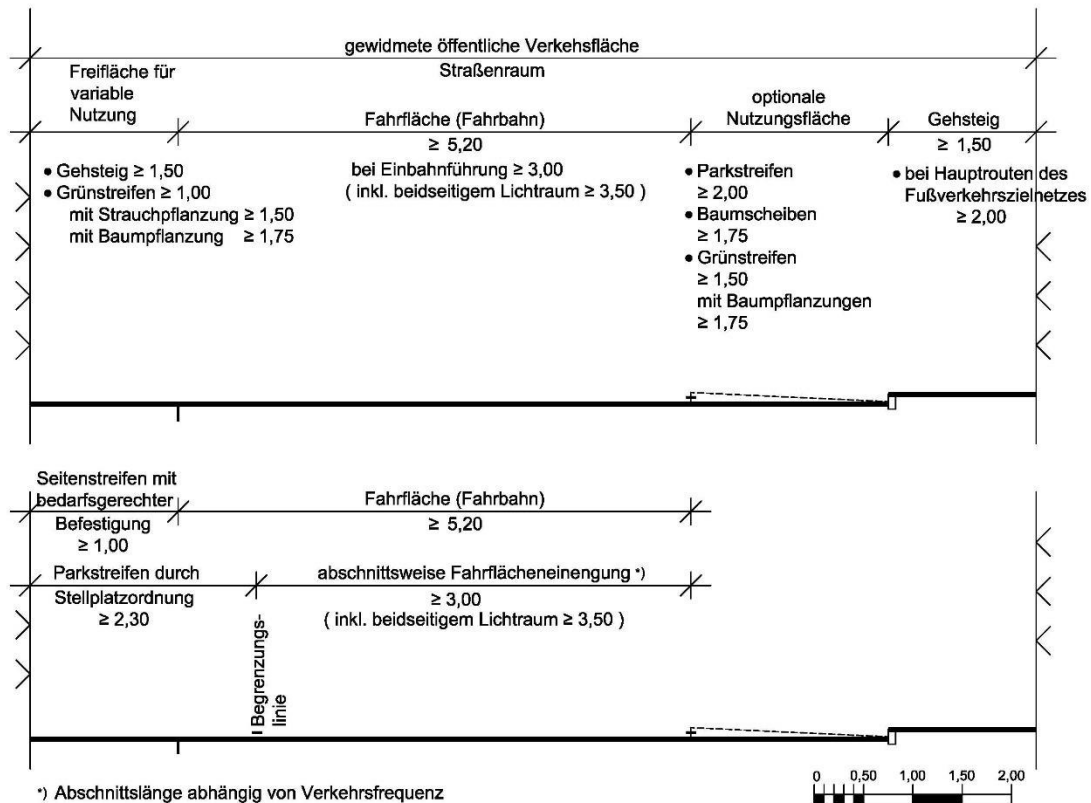 gewidmete öffentliche Verkehsfläche
Straßenraum
Freifläche für
variable
Nutzung
Fahrfläche (Fahrbahn)
≥ 5,20
optionale
Nutzungsfläche
Gehsteig
≥ 1,50
● Gehsteig ≥ 1,50
● Grünstreifen ≥ 1,00
mit Strauchpflanzung ≥ 1,50
mit Baumpflanzung ≥ 1,75
bei Einbahnführung ≥ 3,00
( inkl. beidseitigem Lichtraum ≥ 3,50 )
● Parkstreifen
≥ 2,00
● Baumscheiben
≥ 1,75
● Grünstreifen
≥ 1,50
mit Baumpflanzungen
≥ 1,75
● bei Hauptrouten des
Fußverkehrszielnetzes
≥ 2,00
Seitenstreifen mit
bedarfsgerechter
Befestigung
≥ 1,00
Fahrfläche (Fahrbahn)
≥ 5,20
Parkstreifen durch
Stellplatzordnung
≥ 2,30
abschnittsweise Fahrflächeneinengung *)
≥ 3,00
( inkl. beidseitigem Lichtraum ≥ 3,50 )
Begrenzungs-
linie
*) Abschnittslänge abhängig von Verkehrsfrequenz
0 0,50 1,00 1,50 2,00